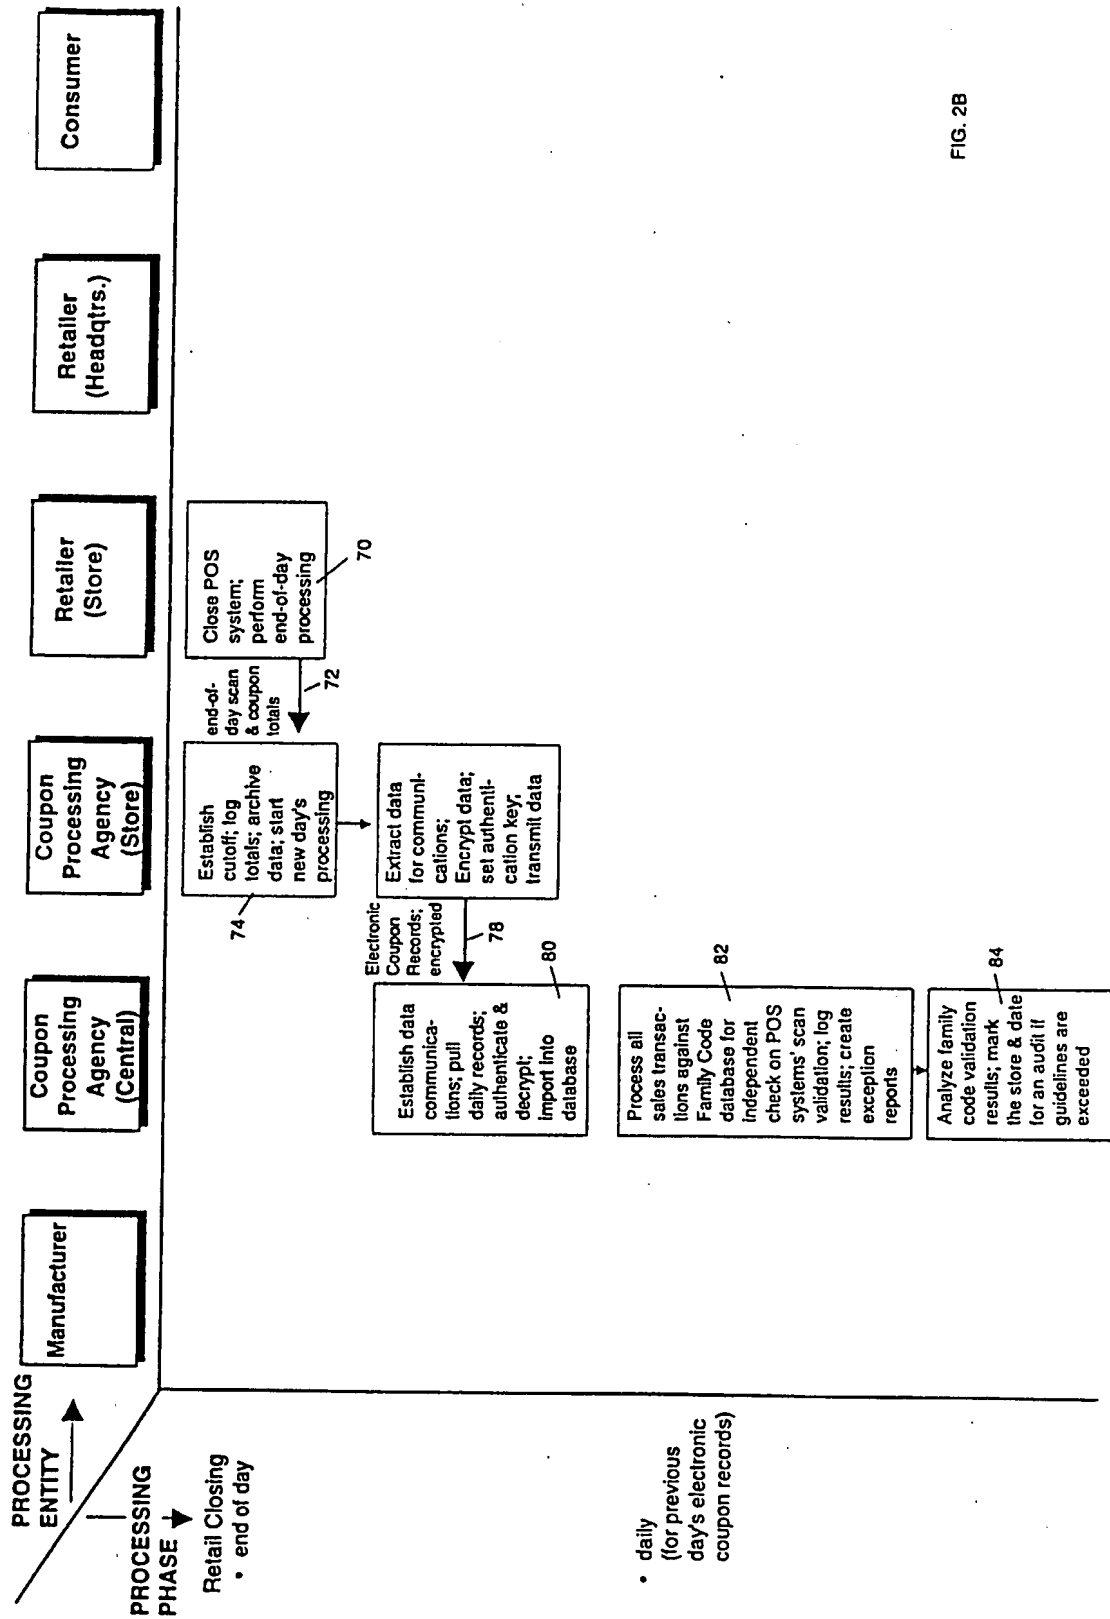 PROCESSING
ENTITY
PROCESSING
PHASE
Manufacturer
Coupon
Processing
Agency
(Central)
Coupon
Processing
Agency
(Store)
Retailer
(Store)
Retailer
(Headqtrs.)
Consumer
Retail Closing
• end of day
Close POS
system;
perform
end-of-day
processing
70
end-of-
day scan
& coupon
totals
72
Establish
cutoff; log
totals; archive
data; start
new day's
processing
74
Extract data
for communi-
cations;
Encrypt data;
set authenti-
cation key;
transmit data
Electronic
Coupon
Records;
encrypted
78
Establish data
communica-
tions; pull
daily records;
authenticate &
decrypt;
import into
database
80
• daily
(for previous
day's electronic
coupon records)
Process all
sales transac-
tions against
Family Code
database for
independent
check on POS
systems' scan
validation; log
results; create
exception
reports
82
Analyze family
code validation
results; mark
the store & date
for an audit if
guidelines are
exceeded
84
FIG. 2B